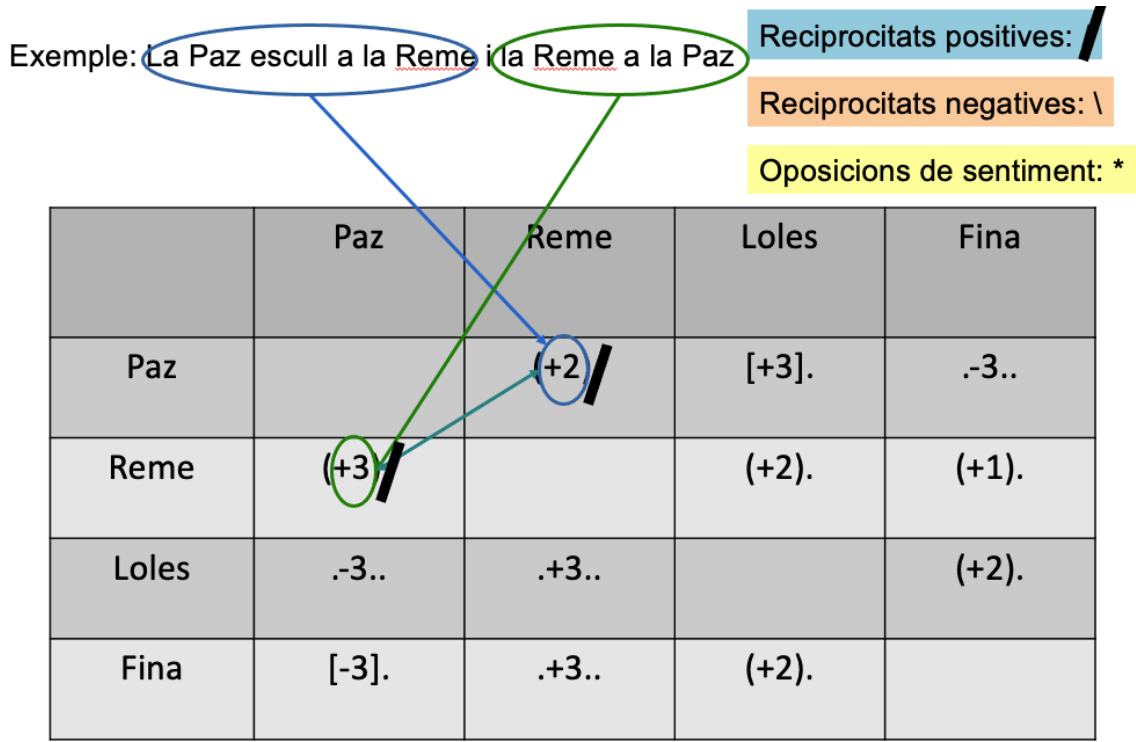 Exemple: La Paz escull a la Reme i la Reme a la Paz
Reciprocitats positives: /
Reciprocitats negatives: \
Oposicions de sentiment: *
Paz Reme Loles Fina
Paz (+2)/ [+3]. .-3..
Reme (+3)/ (+2). (+1).
Loles .-3.. .+3.. (+2).
Fina [-3]. .+3.. (+2).